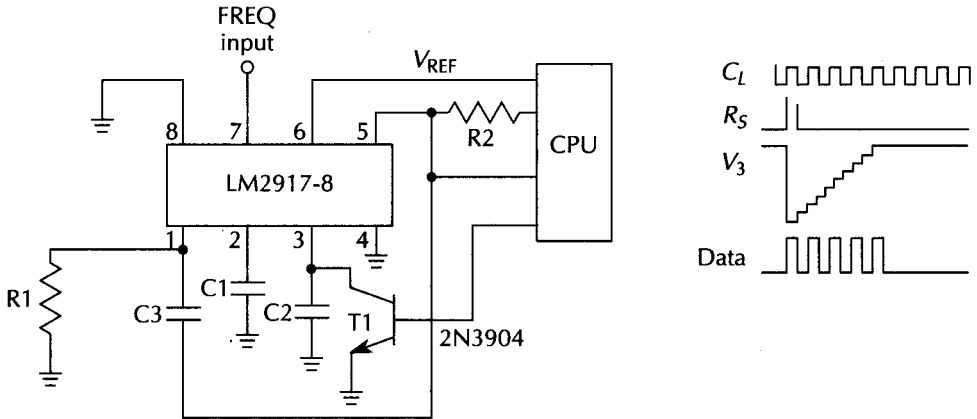 FREQ
input
V_REF
8 7 6 5
R2
CPU
LM2917-8
1 2 3 4
R1
C3
C1
C2
T1
2N3904
C_L
R_S
V_3
Data